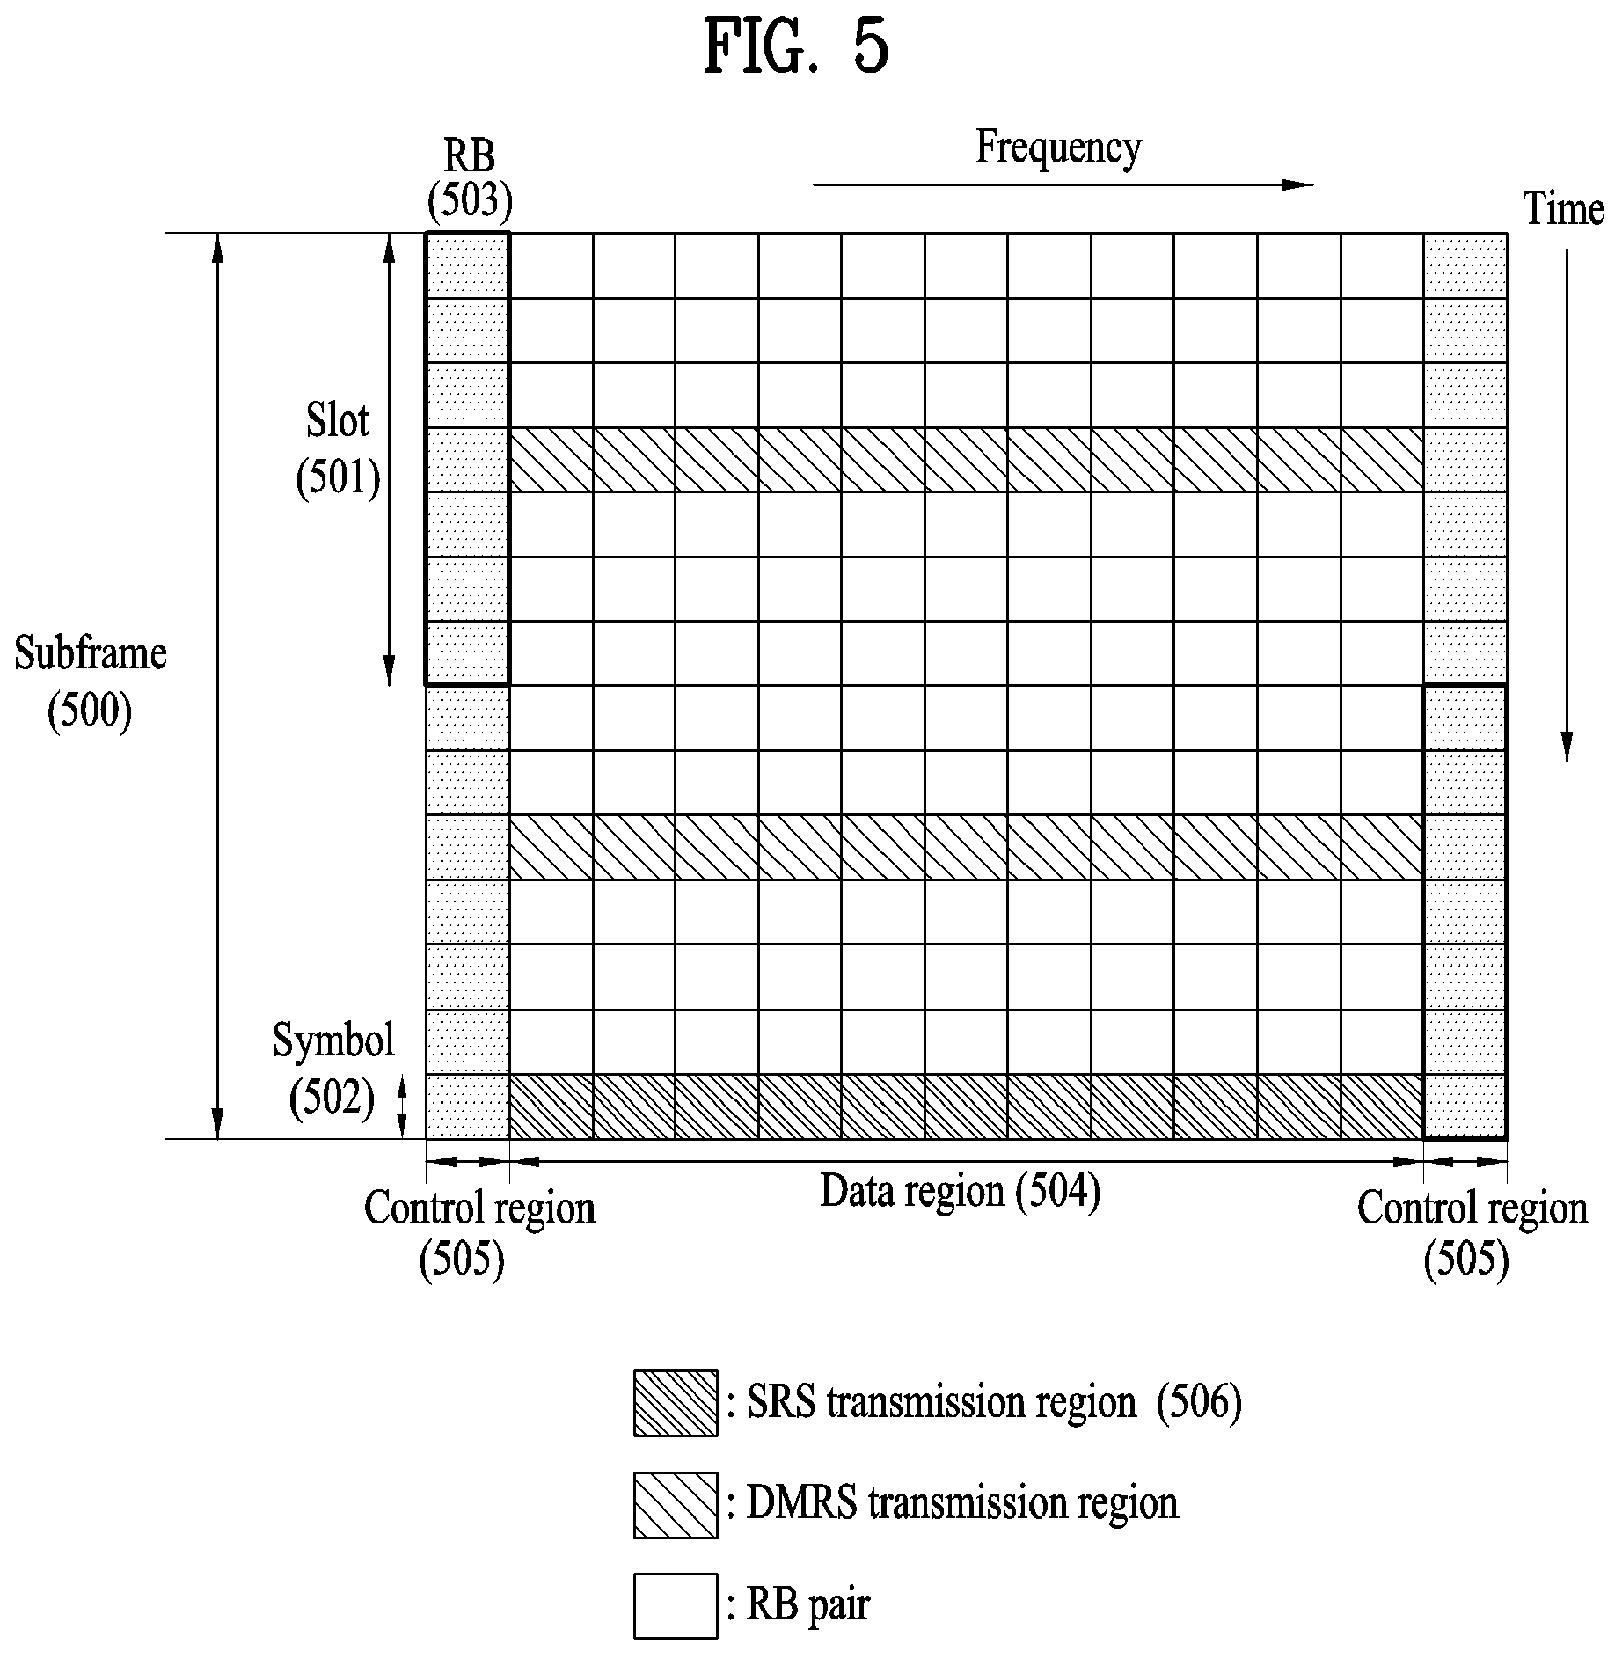 FIG. 5
RB
(503)
Frequency
Time
Slot
(501)
Subframe
(500)
Symbol
(502)
Data region (504)
Control region
(505)
Control region
(505)
: SRS transmission region (506)
: DMRS transmission region
: RB pair